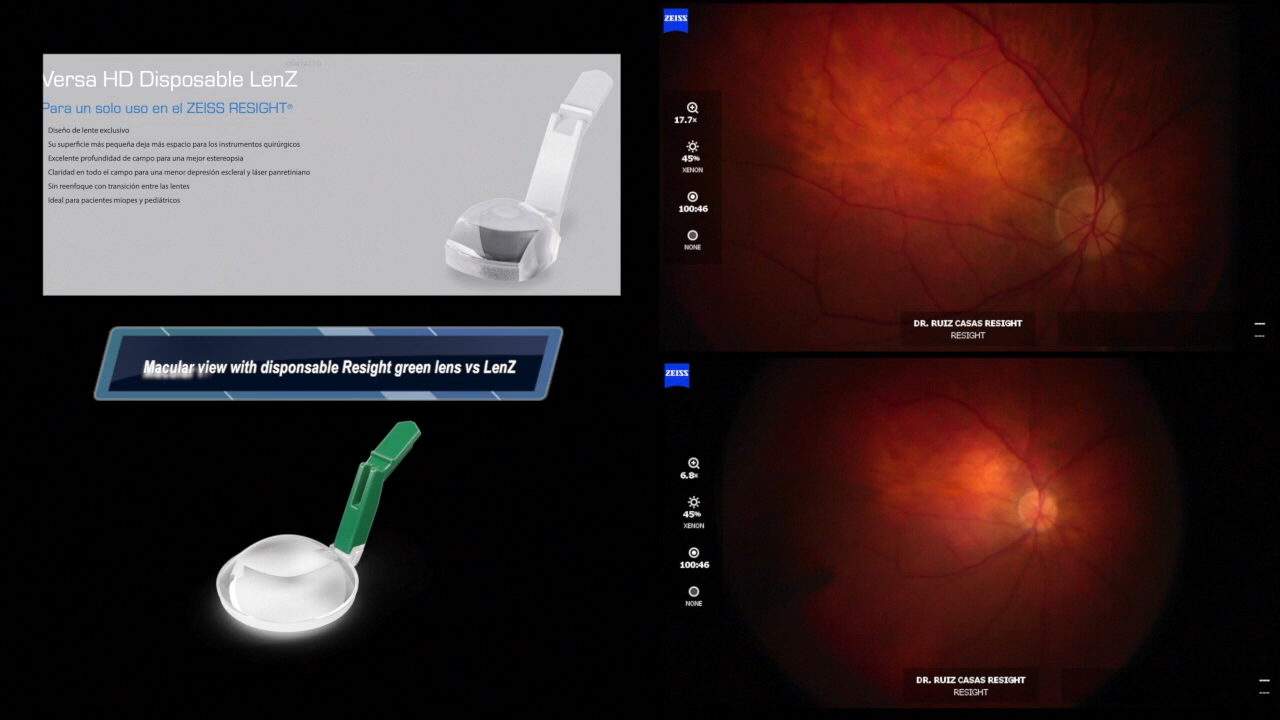 CONTACTO
Versa HD Disposable LenZ
Para un solo uso en el ZEISS RESIGHT®
Diseño de lente exclusivo
Su superficie más pequeña deja más espacio para los instrumentos quirúrgicos
Excelente profundidad de campo para una mejor estereopsia
Claridad en todo el campo para una menor depresión escleral y láser panretiniano
Sin reenfoque con transición entre las lentes
Ideal para pacientes miopes y pediátricos
Macular view with disponsable Resight green lens vs LenZ
ZEISS
17.7x
45%
XENON
100:46
NONE
DR. RUIZ CASAS RESIGHT
RESIGHT
ZEISS
6.8x
45%
XENON
100:46
NONE
DR. RUIZ CASAS RESIGHT
RESIGHT